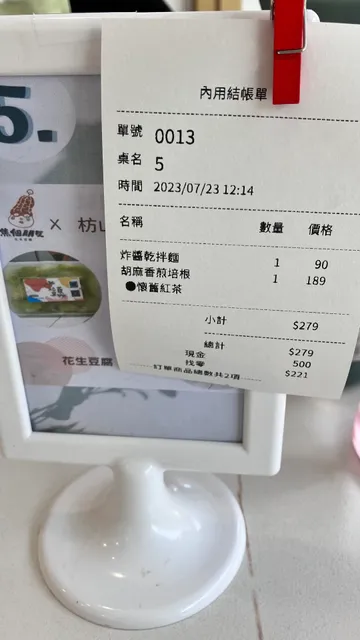 內用結帳單
單號 0013
桌名 5
時間 2023/07/23 12:14
名稱 數量 價格
炸醬乾拌麵 1 90
胡麻香煎培根 1 189
●懷舊紅茶
小計 $279
總計 $279
現金 500
找零 $221
訂單商品總數共2項
5.
× 枋山
花生豆腐